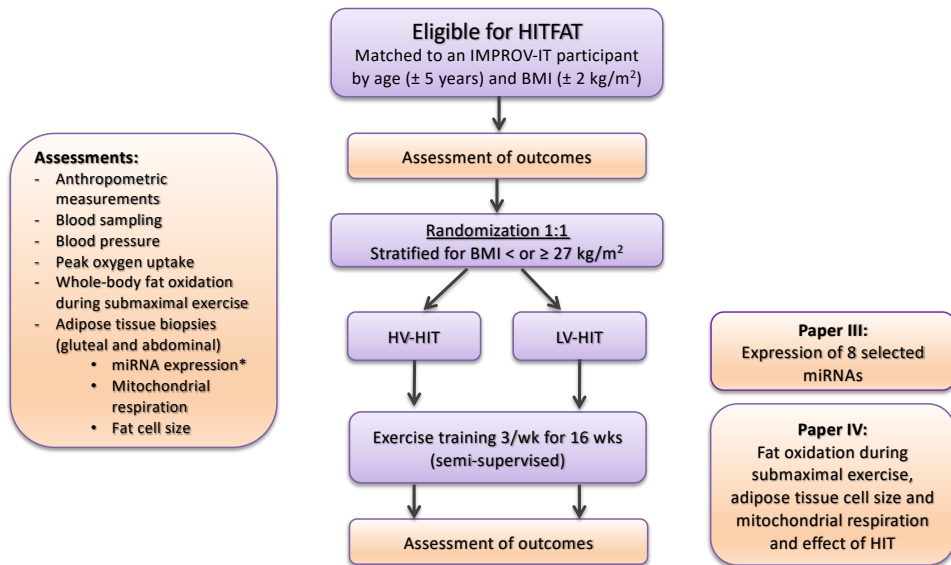 Eligible for HITFAT
Matched to an IMPROV-IT participant
by age (± 5 years) and BMI (± 2 kg/m²)
Assessment of outcomes
Assessments:
- Anthropometric
measurements
- Blood sampling
- Blood pressure
- Peak oxygen uptake
- Whole-body fat oxidation
during submaximal exercise
- Adipose tissue biopsies
(gluteal and abdominal)
• miRNA expression*
• Mitochondrial
respiration
• Fat cell size
Randomization 1:1
Stratified for BMI < or ≥ 27 kg/m²
HV-HIT
LV-HIT
Exercise training 3/wk for 16 wks
(semi-supervised)
Assessment of outcomes
Paper III:
Expression of 8 selected
miRNAs
Paper IV:
Fat oxidation during
submaximal exercise,
adipose tissue cell size and
mitochondrial respiration
and effect of HIT